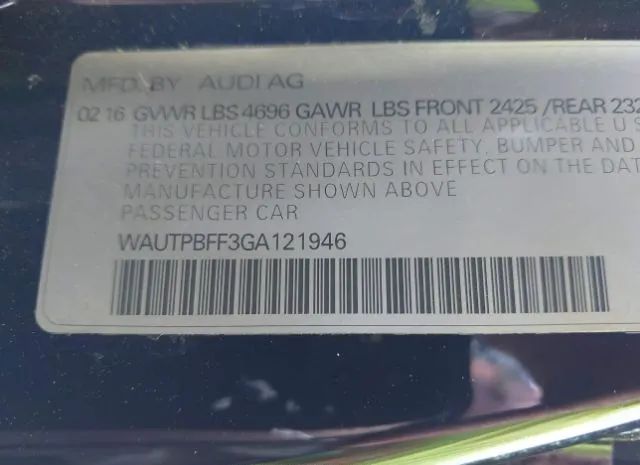 MFD. BY AUDI AG
02 16 GVWR LBS 4696 GAWR LBS FRONT 2425 /REAR 232
THIS VEHICLE CONFORMS TO ALL APPLICABLE U S
FEDERAL MOTOR VEHICLE SAFETY, BUMPER AND
PREVENTION STANDARDS IN EFFECT ON THE DAT
MANUFACTURE SHOWN ABOVE
PASSENGER CAR
WAUTPBFF3GA121946